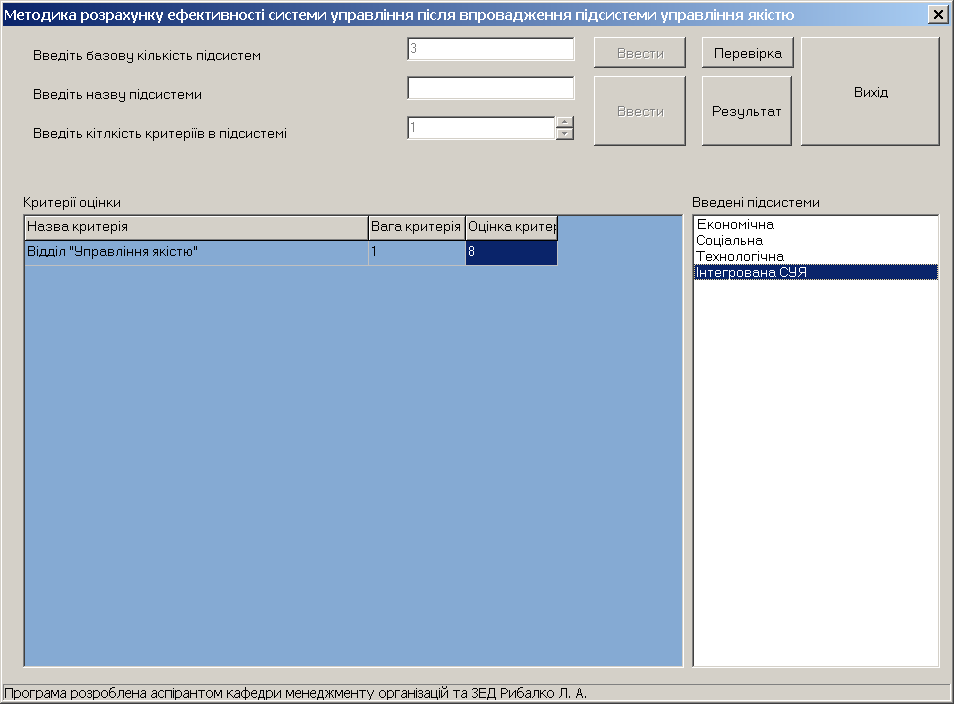 Методика розрахунку ефективності системи управління після впровадження підсистеми управління якістю
Введіть базову кількість підсистем
3
Ввести
Перевірка
Вихід
Введіть назву підсистеми
Ввести
Результат
Введіть кітлкість критеріїв в підсистемі
1
Критерії оцінки
Введені підсистеми
Назва критерія
Вага критерія
Оцінка критер
Відділ "Управління якістю"
1
8
Економічна
Соціальна
Технологічна
Інтегрована СУЯ
Програма розроблена аспірантом кафедри менеджменту організацій та ЗЕД Рибалко Л. А.